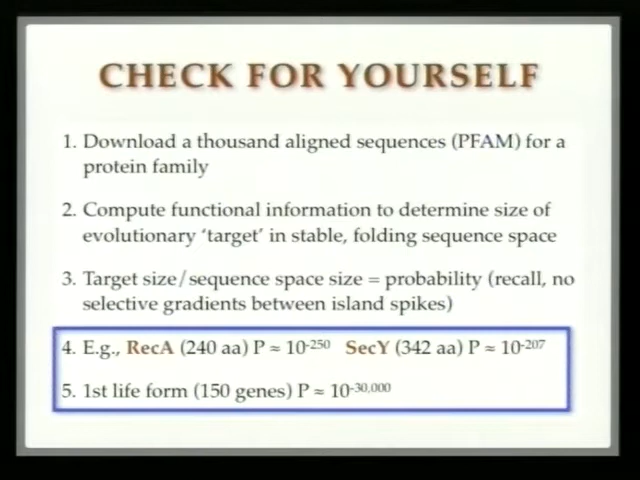 CHECK FOR YOURSELF
1. Download a thousand aligned sequences (PFAM) for a
protein family
2. Compute functional information to determine size of
evolutionary 'target' in stable, folding sequence space
3. Target size/sequence space size = probability (recall, no
selective gradients between island spikes)
4. E.g., RecA (240 aa) P ≈ 10⁻²⁵⁰ SecY (342 aa) P ≈ 10⁻²⁰⁷
5. 1st life form (150 genes) P ≈ 10⁻³⁰,⁰⁰⁰